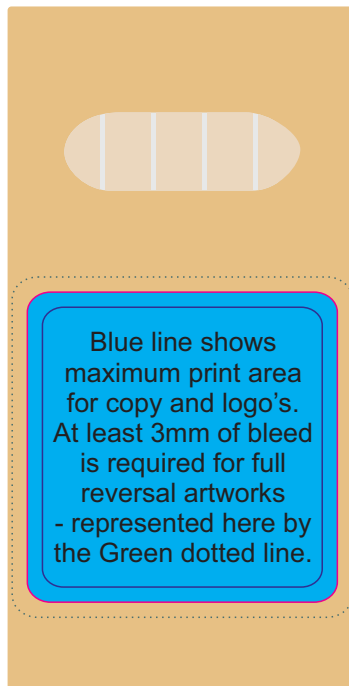 Blue line shows
maximum print area
for copy and logo’s.
At least 3mm of bleed
is required for full
reversal artworks
- represented here by
the Green dotted line.